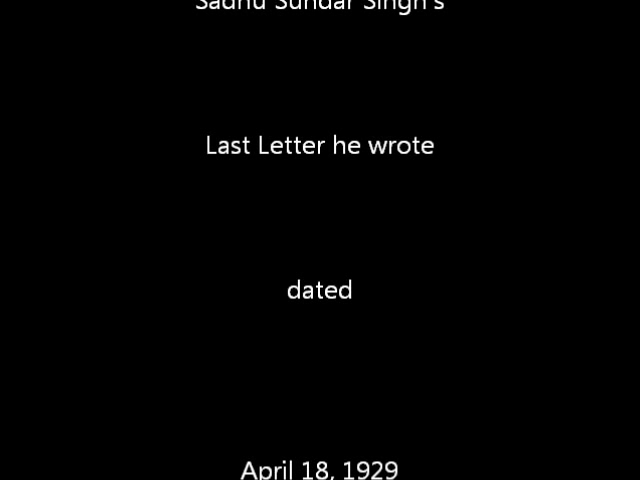 Sadhu Sundar Singh's
Last Letter he wrote
dated
April 18, 1929